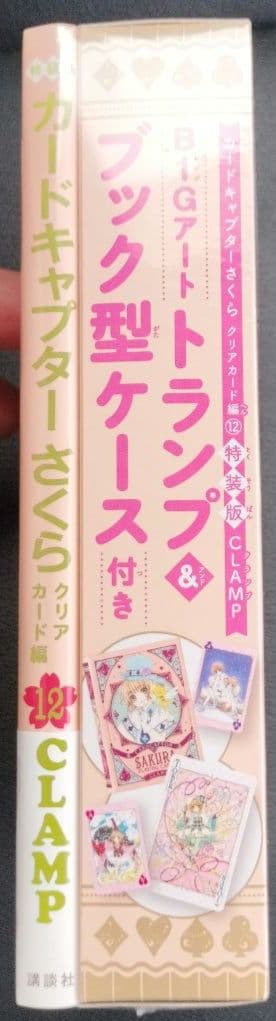 カードキャプターさくら
クリアカード編
12
CLAMP
講談社
カードキャプターさくら クリアカード編⑫特装版 CLAMP
BIGアートトランプ&
ブック型ケース付き
SAKURA